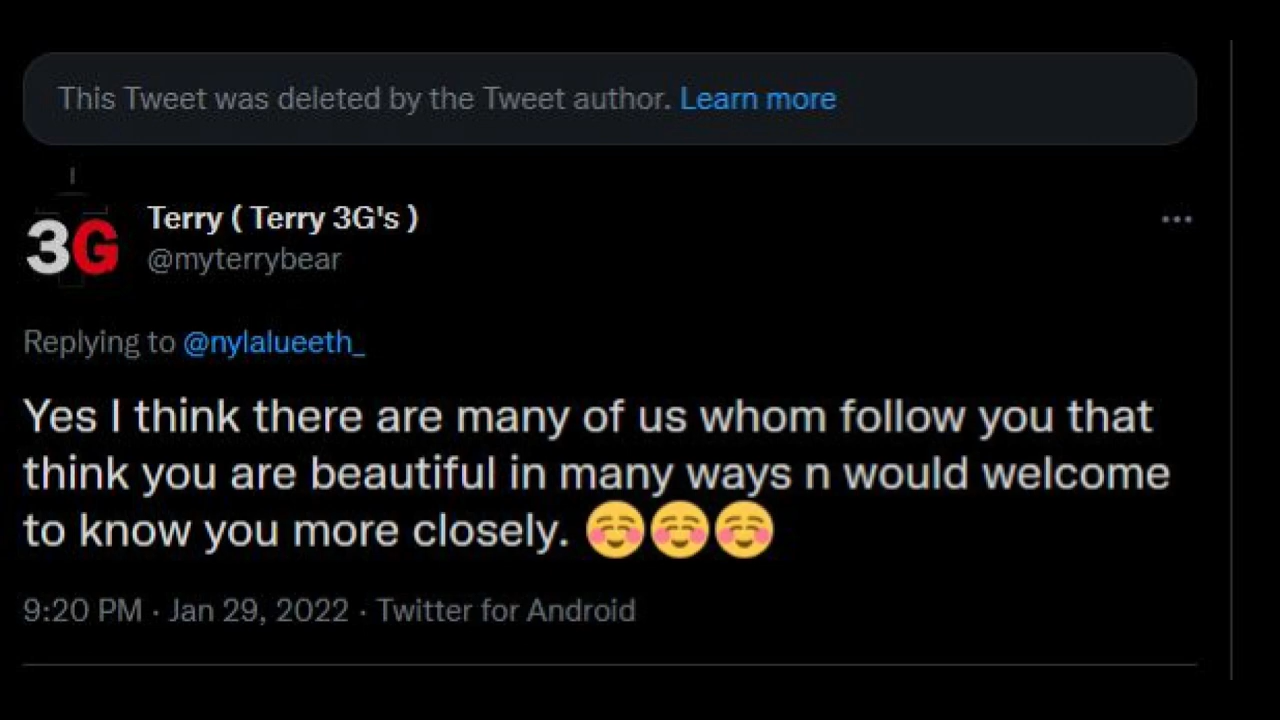 This Tweet was deleted by the Tweet author. Learn more
3G
Terry ( Terry 3G's )
@myterrybear
Replying to @nylalueeth_
Yes I think there are many of us whom follow you that
think you are beautiful in many ways n would welcome
to know you more closely. ☺️☺️☺️
9:20 PM · Jan 29, 2022 · Twitter for Android